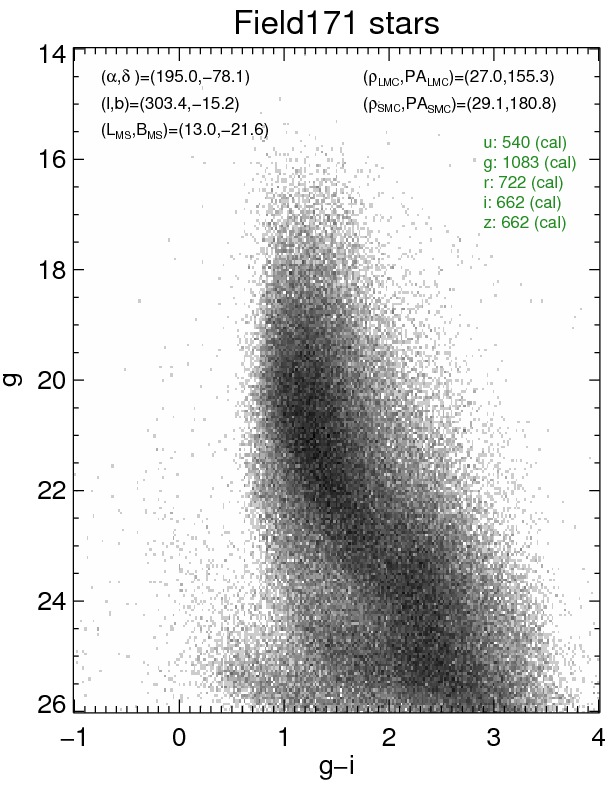 Field171 stars
(α,δ )=(195.0,−78.1)
(l,b)=(303.4,−15.2)
(LMS,BMS)=(13.0,−21.6)
(ρLMC,PALMC)=(27.0,155.3)
(ρSMC,PASMC)=(29.1,180.8)
u: 540 (cal)
g: 1083 (cal)
r: 722 (cal)
i: 662 (cal)
z: 662 (cal)
14
16
18
20
22
24
26
g
−1 0 1 2 3 4
g−i